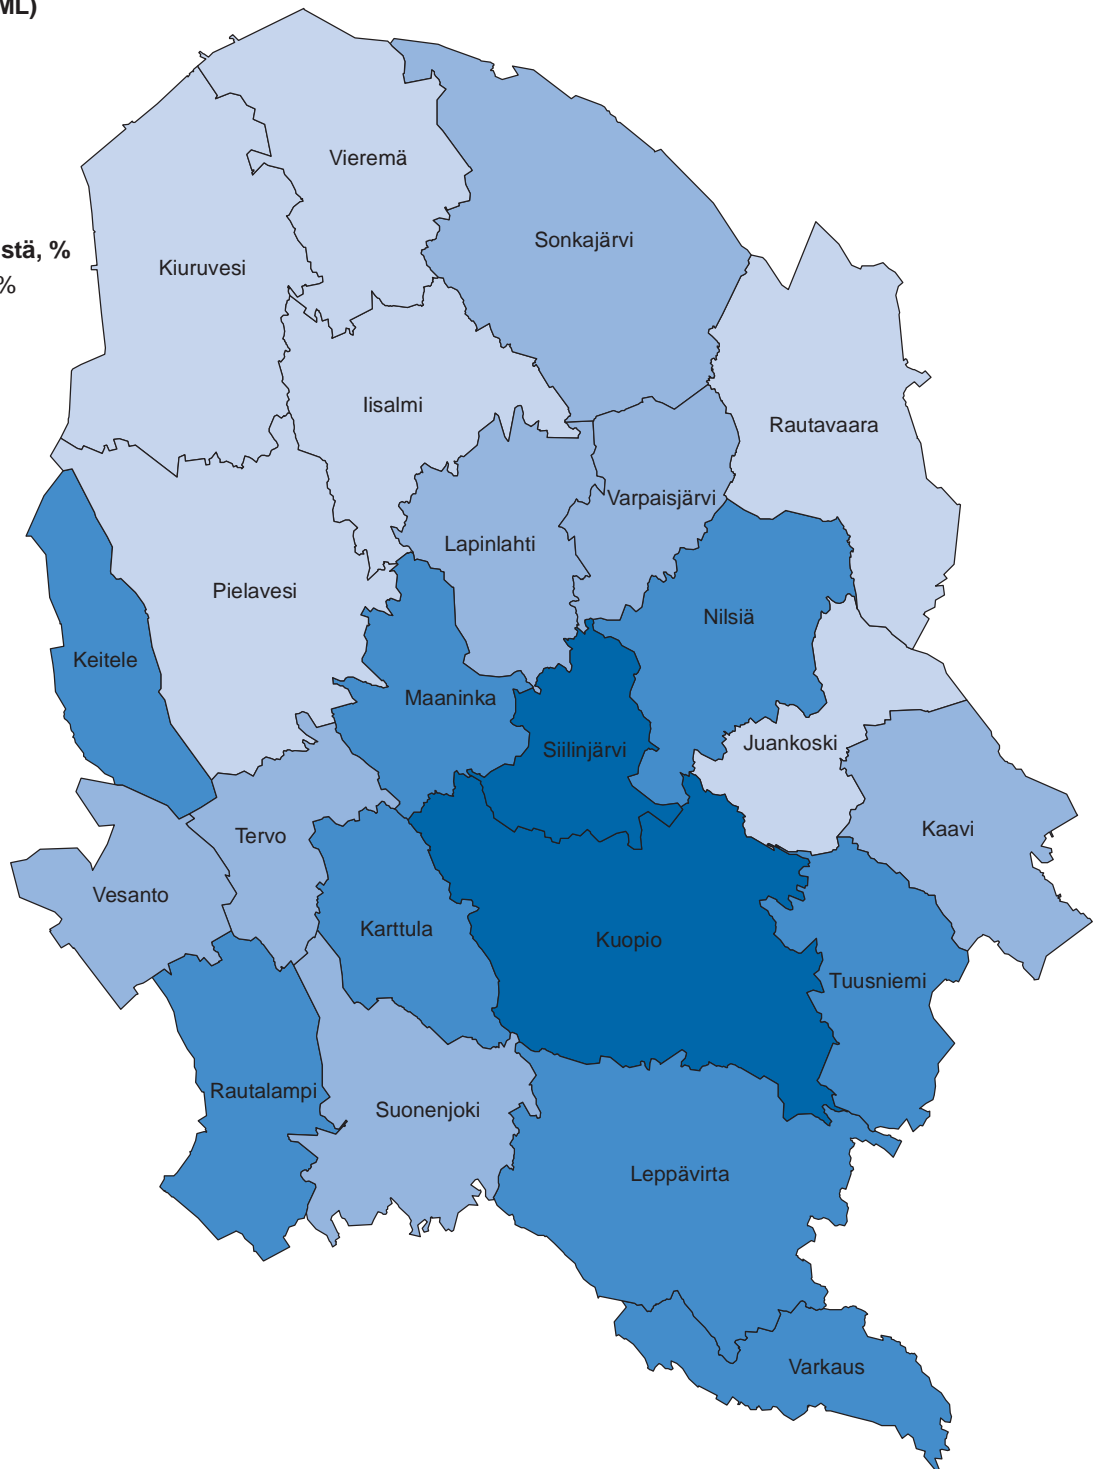 ML)
Vieremä
Sonkajärvi
stä, %
Kiuruvesi
%
Iisalmi
Rautavaara
Varpaisjärvi
Lapinlahti
Pielavesi
Nilsiä
Keitele
Maaninka
Juankoski
Siilinjärvi
Kaavi
Tervo
Vesanto
Karttula
Kuopio
Tuusniemi
Rautalampi
Suonenjoki
Leppävirta
Varkaus